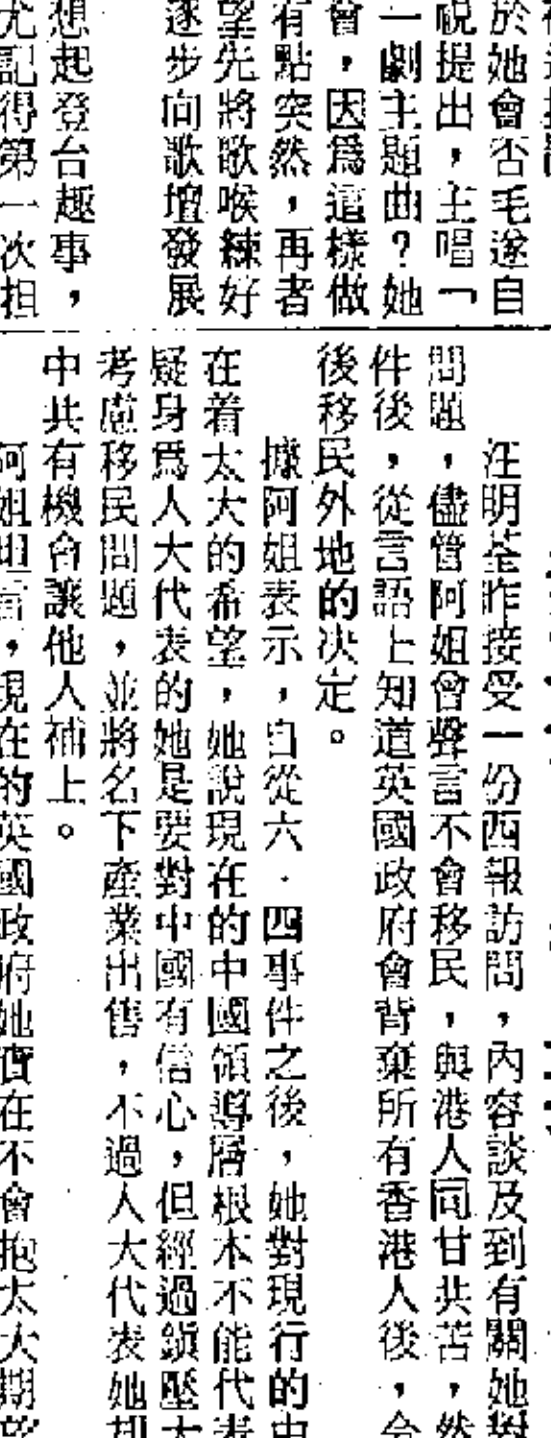 於她會否毛遂自
說提出，主唱「
一劇主題曲？她
會，因爲這樣做
有點突然，再者
望先將歌喉練好
逐步向歌壇發展
想起登台趣事，
尤記得第一次担
汪明荃昨接受一份西報訪問，內容談及到有關她對
問題，儘管阿姐曾聲言不會移民，與港人同甘共苦，然
件後，從言語上知道英國政府會背棄所有香港人後，令
後移民外地的决定。
據阿姐表示，自從六·四事件之後，她對現行的中
在着太大的希望，她說現在的中國領導層根本不能代表
疑身爲人大代表的她是要對中國有信心，但經過鎮壓大
考慮移民問題，並將名下產業出售，不過人大代表她却
中共有機會讓他人補上。
阿姐坦言，現在的英國政府她實在不會抱太大期望